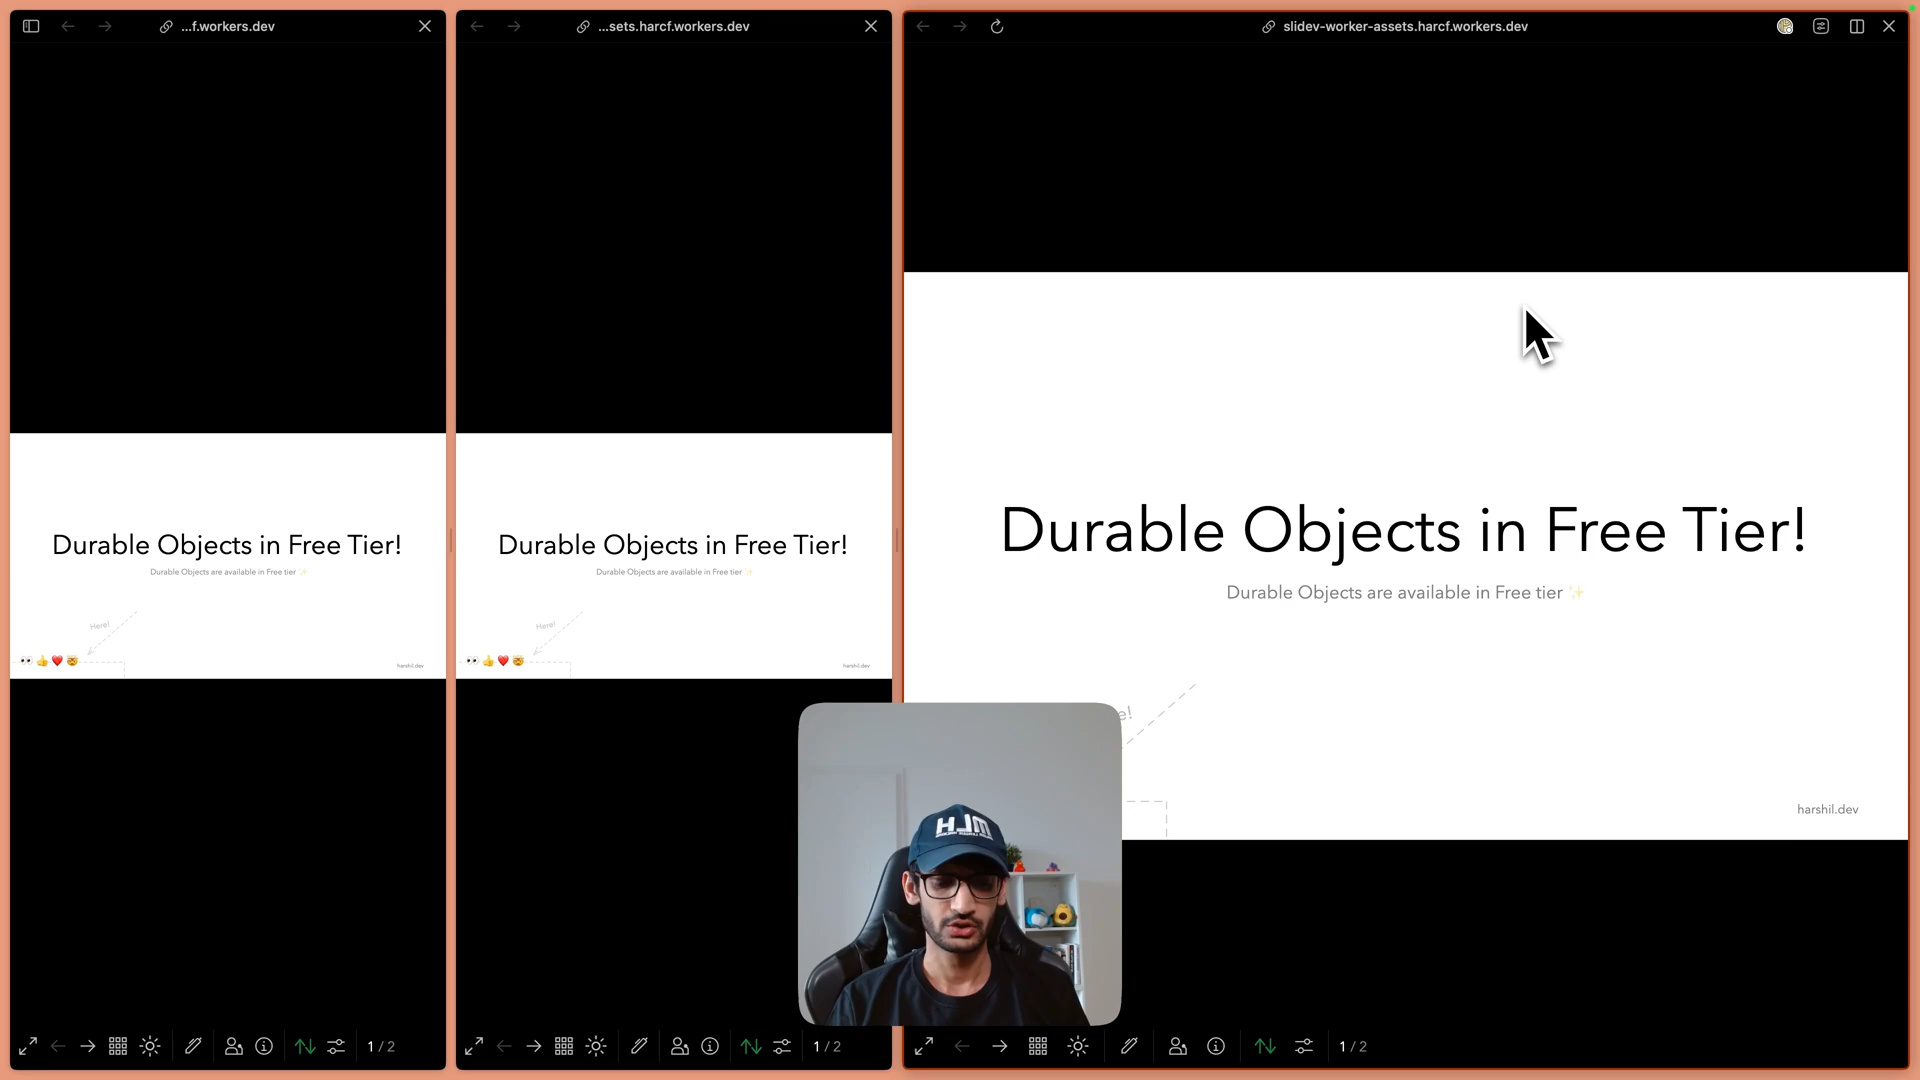 ...f.workers.dev
Durable Objects in Free Tier!
Durable Objects are available in Free tier ✨
Here!
👀 👍 ❤️ 🤯
harshil.dev
1 / 2
...sets.harcf.workers.dev
Durable Objects in Free Tier!
Durable Objects are available in Free tier ✨
Here!
👀 👍 ❤️ 🤯
harshil.dev
1 / 2
slidev-worker-assets.harcf.workers.dev
Durable Objects in Free Tier!
Durable Objects are available in Free tier ✨
e!
harshil.dev
1 / 2
HJM